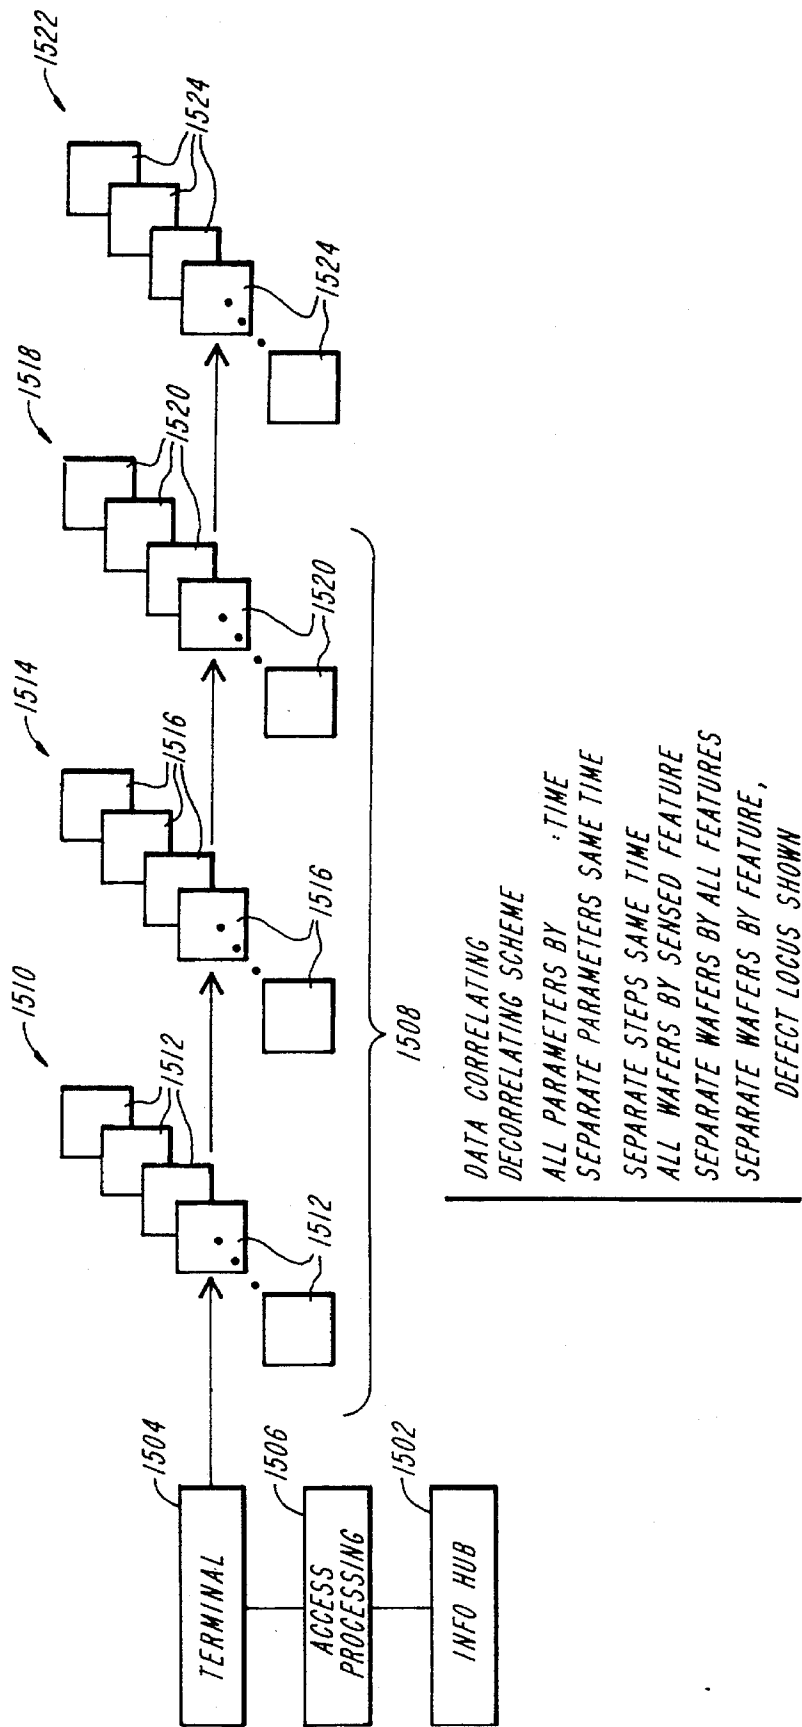 1510
1512
1512
1514
1516
1516
1518
1520
1520
1522
1524
1524
1504
TERMINAL
1506
ACCESS
PROCESSING
1502
INFO HUB
1508
DATA CORRELATING
DECORRELATING SCHEME
ALL PARAMETERS BY :TIME
SEPARATE PARAMETERS SAME TIME
SEPARATE STEPS SAME TIME
ALL WAFERS BY SENSED FEATURE
SEPARATE WAFERS BY ALL FEATURES
SEPARATE WAFERS BY FEATURE,
DEFECT LOCUS SHOWN